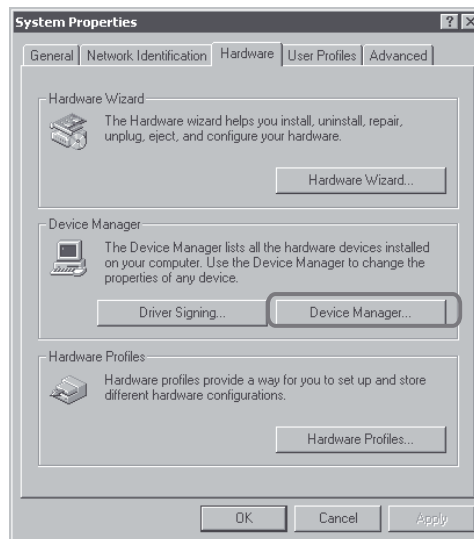 System Properties
General
Network Identification
Hardware
User Profiles
Advanced
Hardware Wizard
The Hardware wizard helps you install, uninstall, repair,
unplug, eject, and configure your hardware.
Hardware Wizard...
Device Manager
The Device Manager lists all the hardware devices installed
on your computer. Use the Device Manager to change the
properties of any device.
Driver Signing...
Device Manager...
Hardware Profiles
Hardware profiles provide a way for you to set up and store
different hardware configurations.
Hardware Profiles...
OK
Cancel
Apply